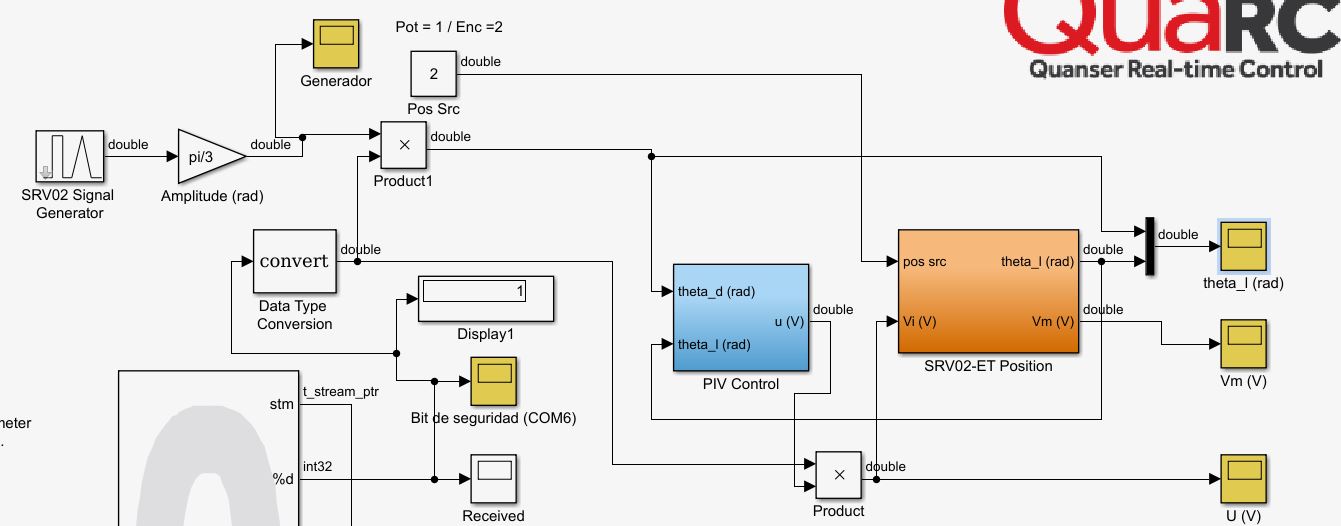 Pot = 1 / Enc =2
QuaRC
Quanser Real-time Control
Generador
2
double
Pos Src
double
pi/3
double
×
double
SRV02 Signal
Generator
Amplitude (rad)
Product1
convert
double
Data Type
Conversion
1
Display1
theta_d (rad)
u (V)
theta_l (rad)
double
PIV Control
pos src
theta_l (rad)
double
Vi (V)
Vm (V)
double
SRV02-ET Position
double
theta_l (rad)
Vm (V)
stm
t_stream_ptr
Bit de seguridad (COM6)
meter
.
%d
int32
Received
×
double
Product
U (V)